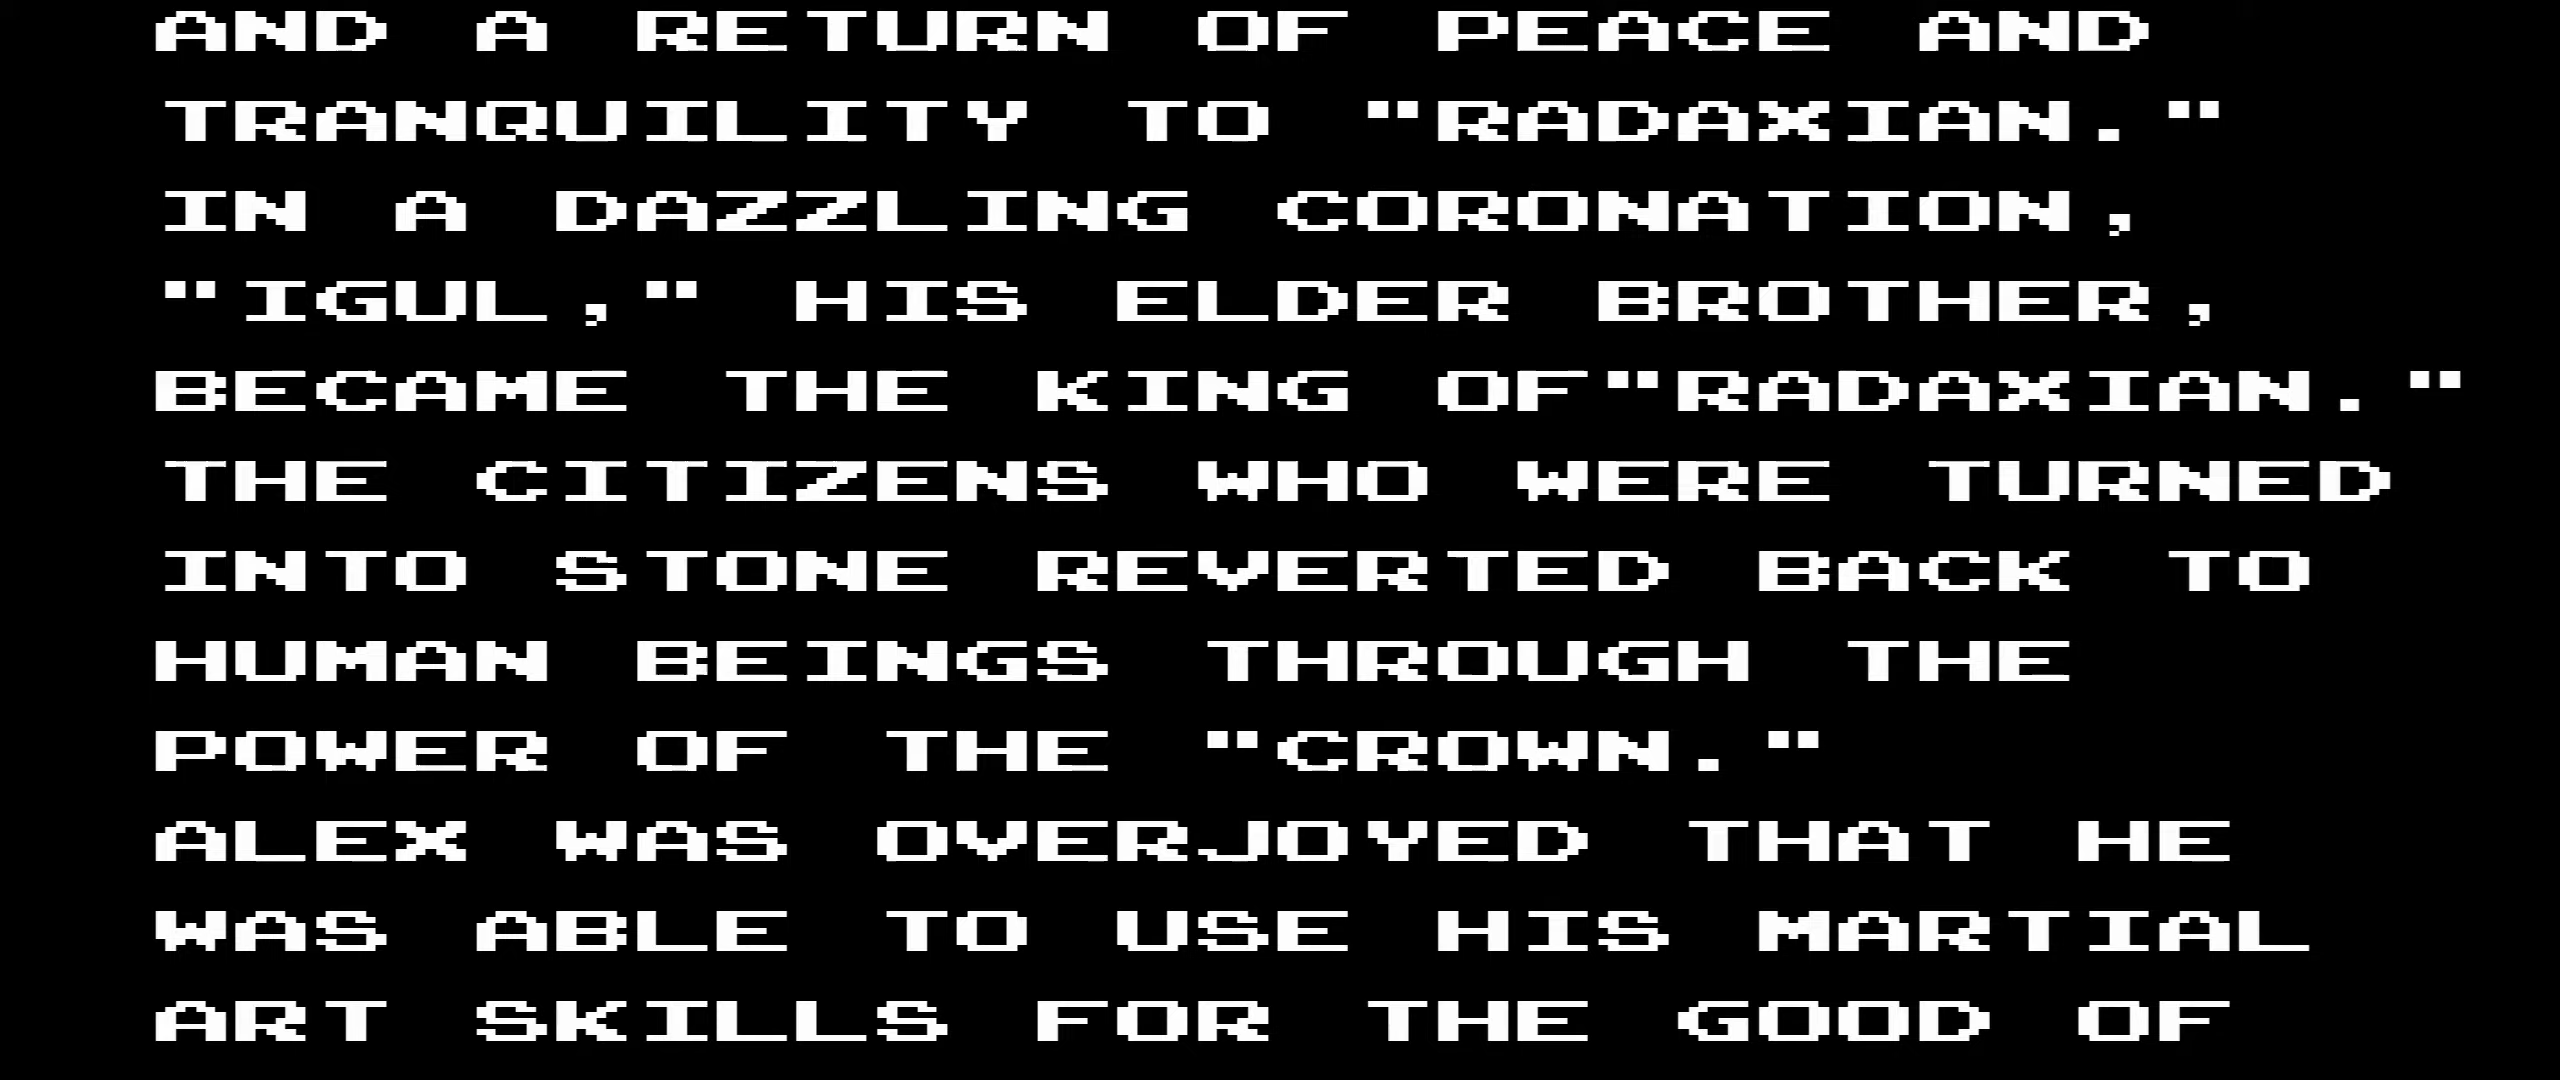 AND A RETURN OF PEACE AND
TRANQUILITY TO "RADAXIAN."
IN A DAZZLING CORONATION,
"IGUL," HIS ELDER BROTHER,
BECAME THE KING OF"RADAXIAN."
THE CITIZENS WHO WERE TURNED
INTO STONE REVERTED BACK TO
HUMAN BEINGS THROUGH THE
POWER OF THE "CROWN."
ALEX WAS OVERJOYED THAT HE
WAS ABLE TO USE HIS MARTIAL
ART SKILLS FOR THE GOOD OF